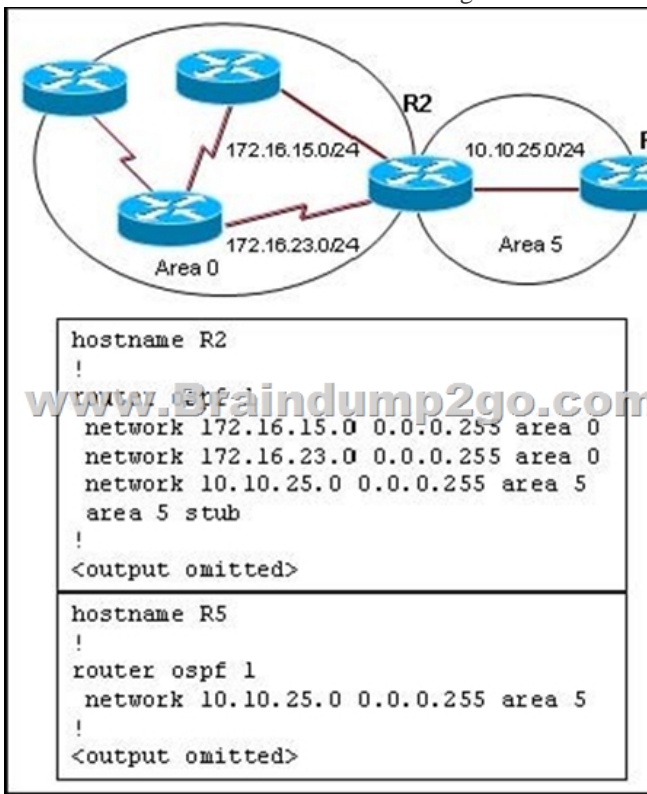 R2
172.16.15.0/24
10.10.25.0/24
172.16.23.0/24
Area 5
Area 0
hostname R2
!
router ospf 1
www.Braindump2go.com
network 172.16.15.0 0.0.0.255 area 0
network 172.16.23.0 0.0.0.255 area 0
network 10.10.25.0 0.0.0.255 area 5
area 5 stub
!
<output omitted>
hostname R5
!
router ospf 1
network 10.10.25.0 0.0.0.255 area 5
!
<output omitted>